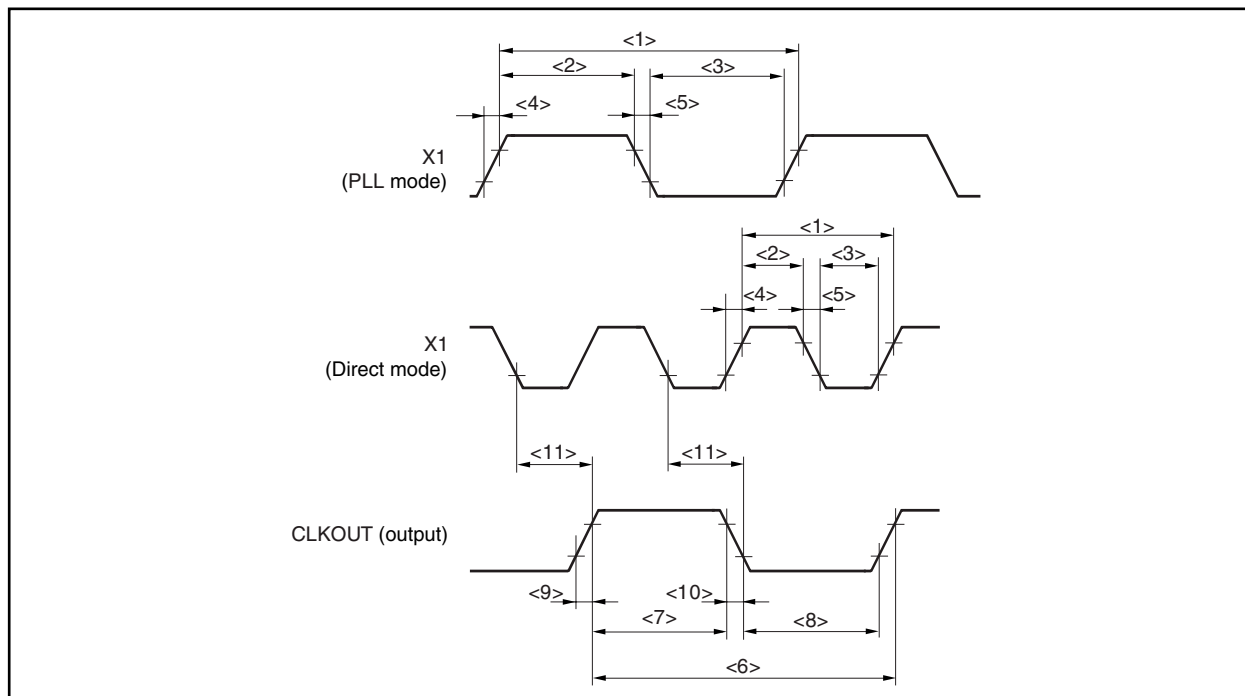 <1>
<2> <3>
<4> <5>
X1
(PLL mode)
<1>
<2> <3>
<4> <5>
X1
(Direct mode)
<11> <11>
CLKOUT (output)
<9> <10>
<7> <8>
<6>